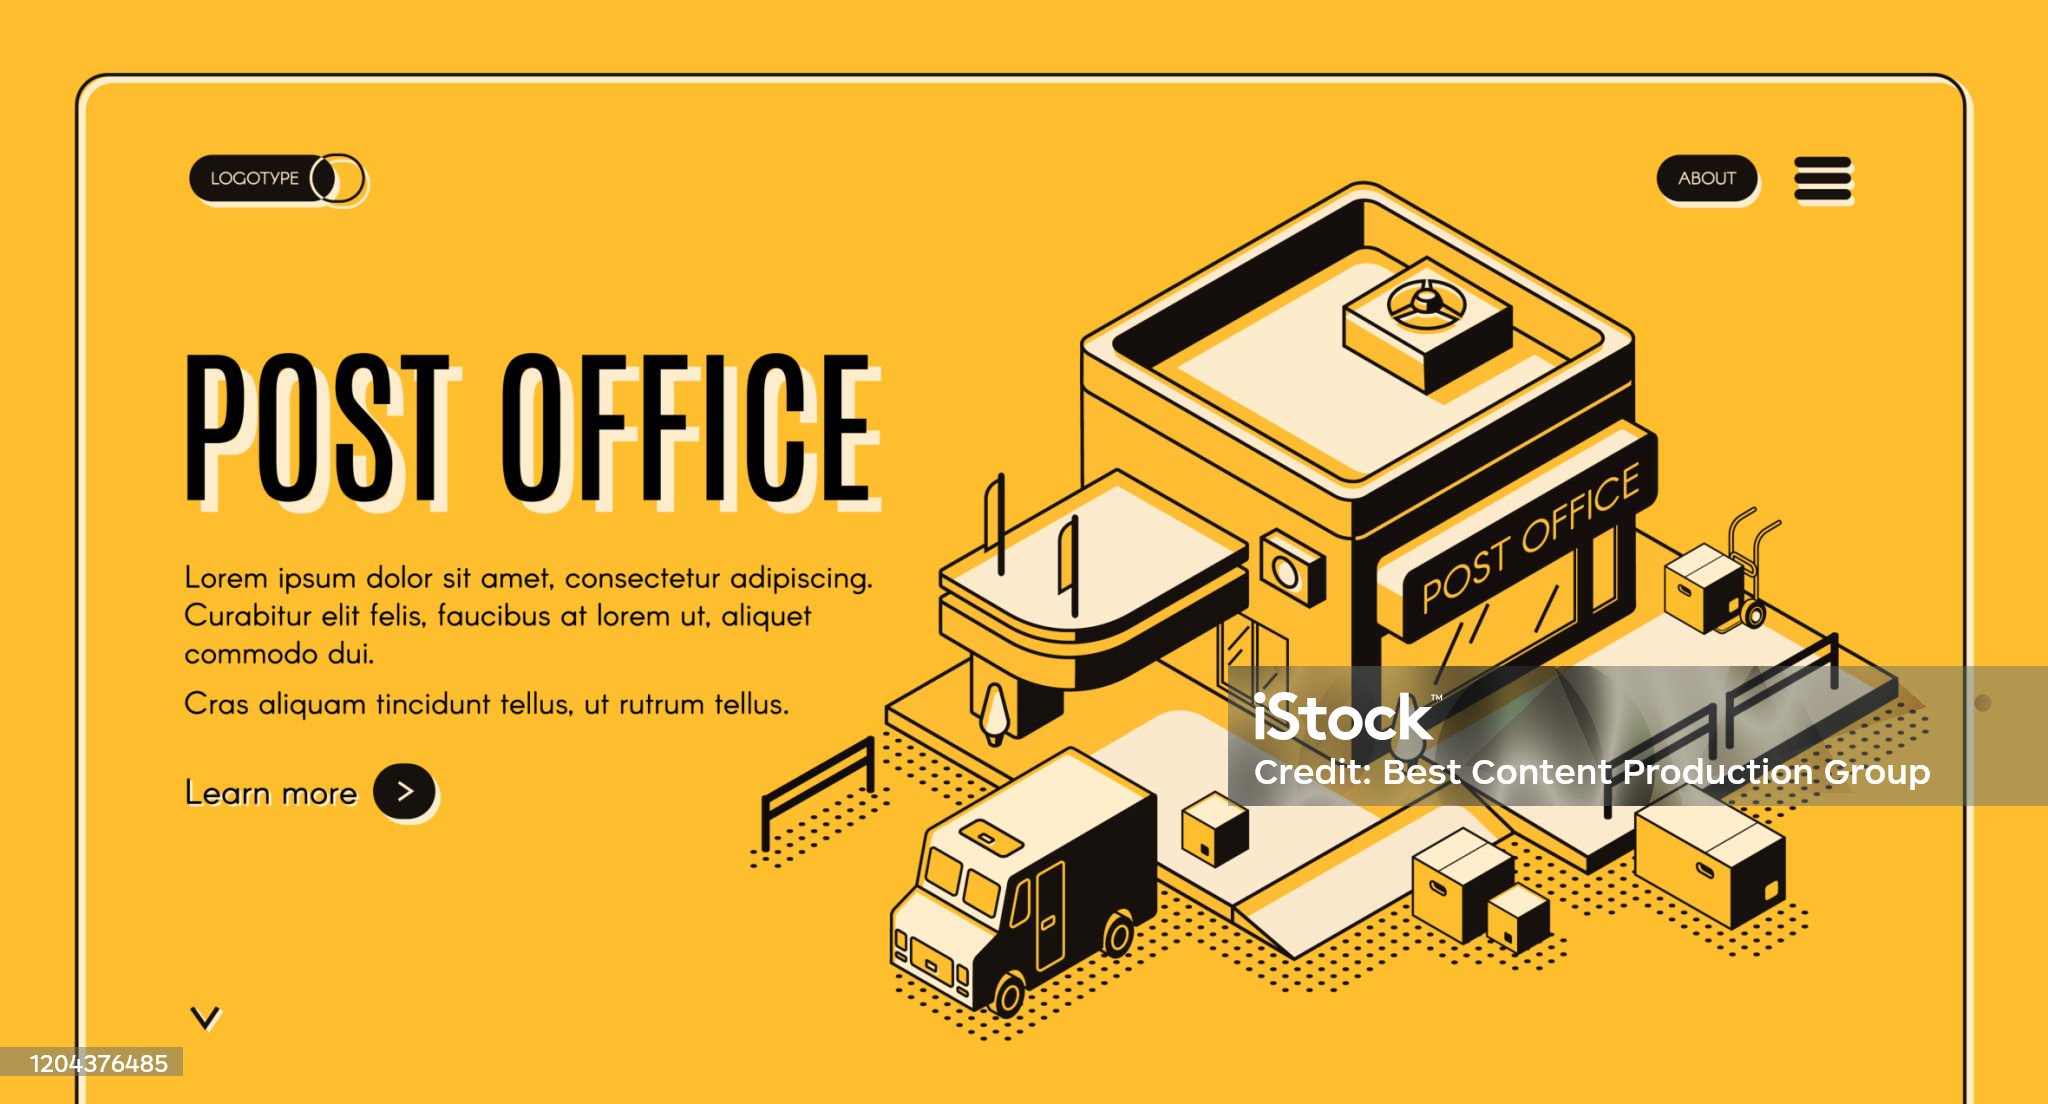 LOGOTYPE
ABOUT
POST OFFICE
Lorem ipsum dolor sit amet, consectetur adipiscing.
Curabitur elit felis, faucibus at lorem ut, aliquet
commodo dui.
Cras aliquam tincidunt tellus, ut rutrum tellus.
Learn more
POST OFFICE
iStock™
Credit: Best Content Production Group
1204376485